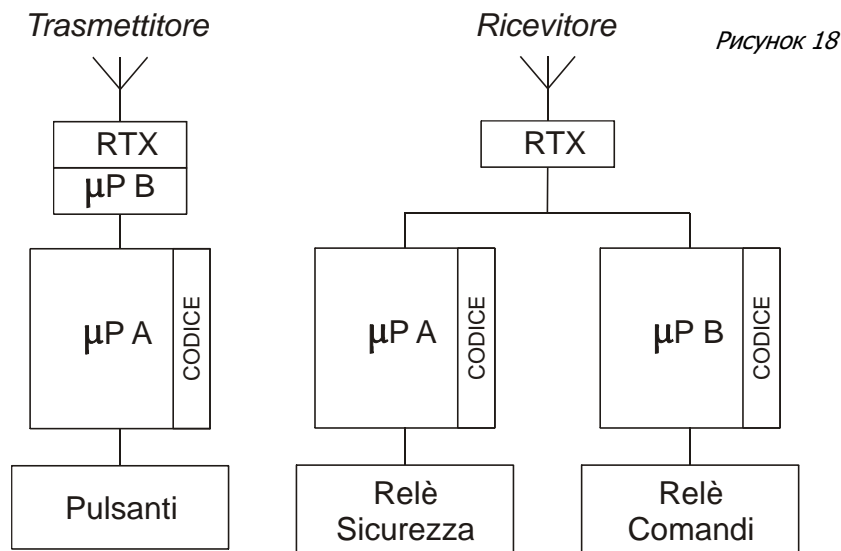 Trasmettitore
Ricevitore
Рисунок 18
RTX
μP B
RTX
μP A
CODICE
μP A
CODICE
μP B
CODICE
Pulsanti
Relè
Sicurezza
Relè
Comandi